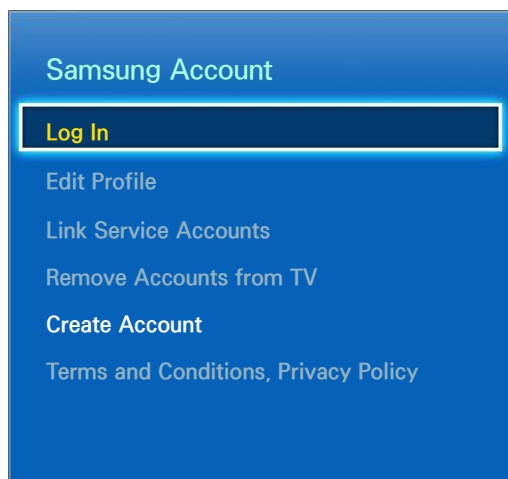 Samsung Account
Log In
Edit Profile
Link Service Accounts
Remove Accounts from TV
Create Account
Terms and Conditions, Privacy Policy